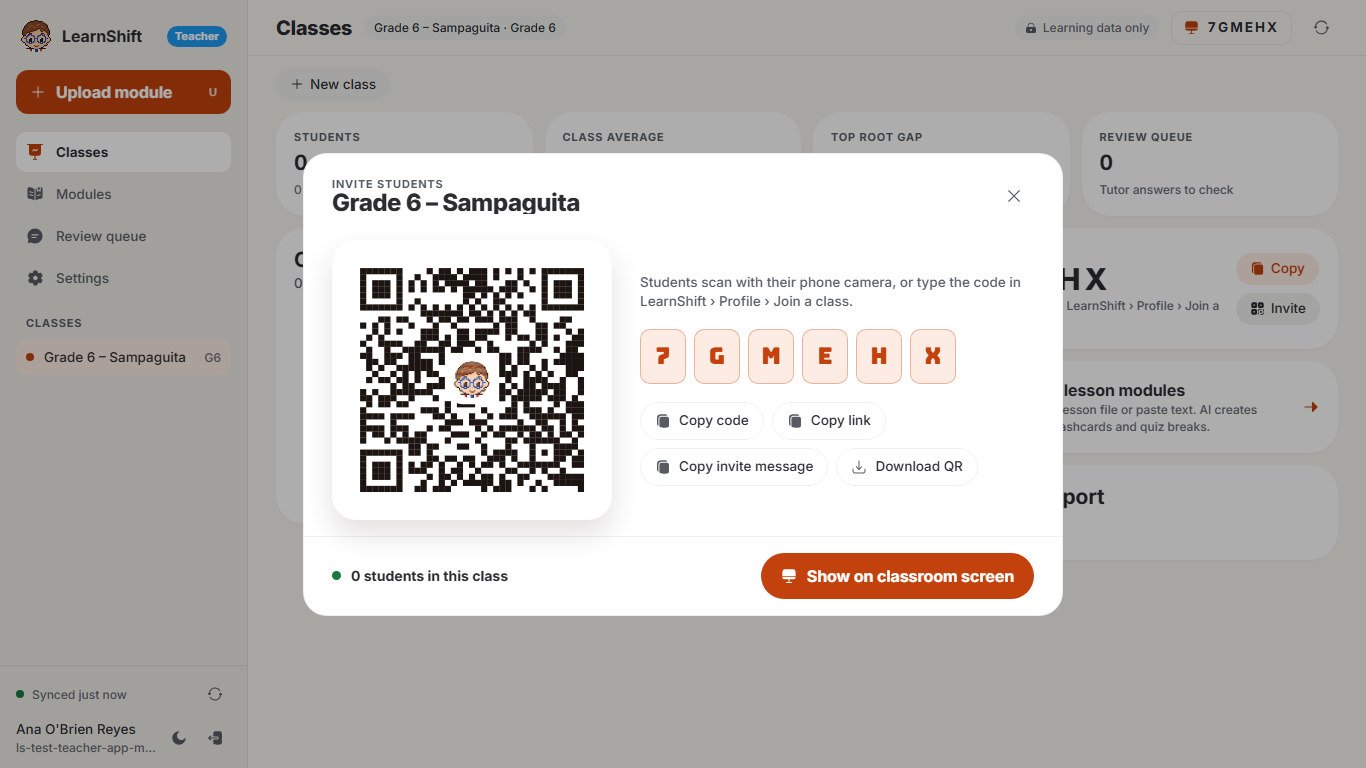 LearnShift
Teacher
Upload module
U
Classes
Modules
Review queue
Settings
CLASSES
Grade 6 – Sampaguita
G6
Synced just now
Ana O'Brien Reyes
ls-test-teacher-app-m...
Classes
Grade 6 – Sampaguita · Grade 6
Learning data only
7GMEHX
New class
STUDENTS
0
0
CLASS AVERAGE
TOP ROOT GAP
REVIEW QUEUE
0
Tutor answers to check
0
HX
LearnShift › Profile › Join a
Copy
Invite
lesson modules
lesson file or paste text. AI creates
ashcards and quiz breaks.
port
INVITE STUDENTS
Grade 6 – Sampaguita
Students scan with their phone camera, or type the code in
LearnShift › Profile › Join a class.
7 G M E H X
Copy code
Copy link
Copy invite message
Download QR
0 students in this class
Show on classroom screen